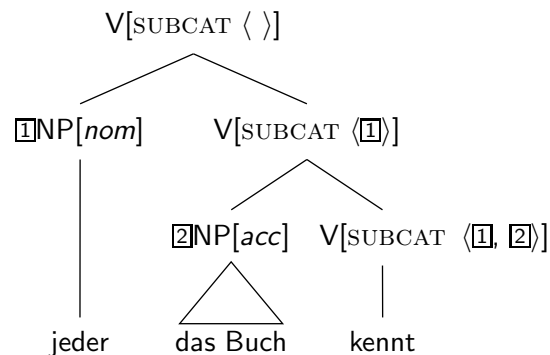 V[SUBCAT ⟨ ⟩]
1NP[nom] V[SUBCAT ⟨1⟩]
2NP[acc] V[SUBCAT ⟨1, 2⟩]
jeder das Buch kennt